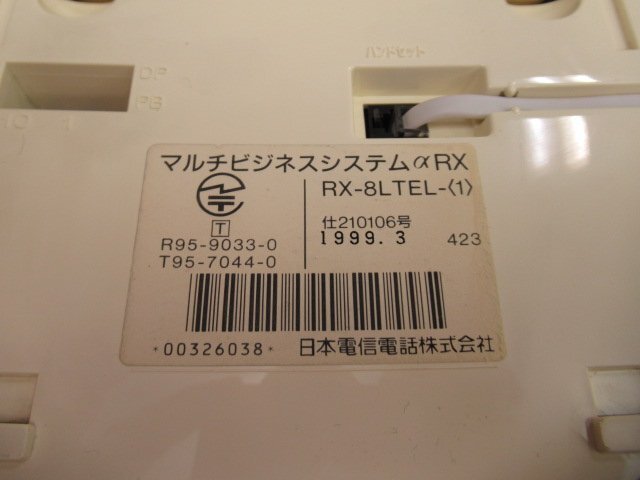 ハンドセット
DP
PB
10
マルチビジネスシステムαRX
RX-8LTEL-〈1〉
T
仕210106号
R95-9033-0
1999.3 423
T95-7044-0
*00326038* 日本電信電話株式会社